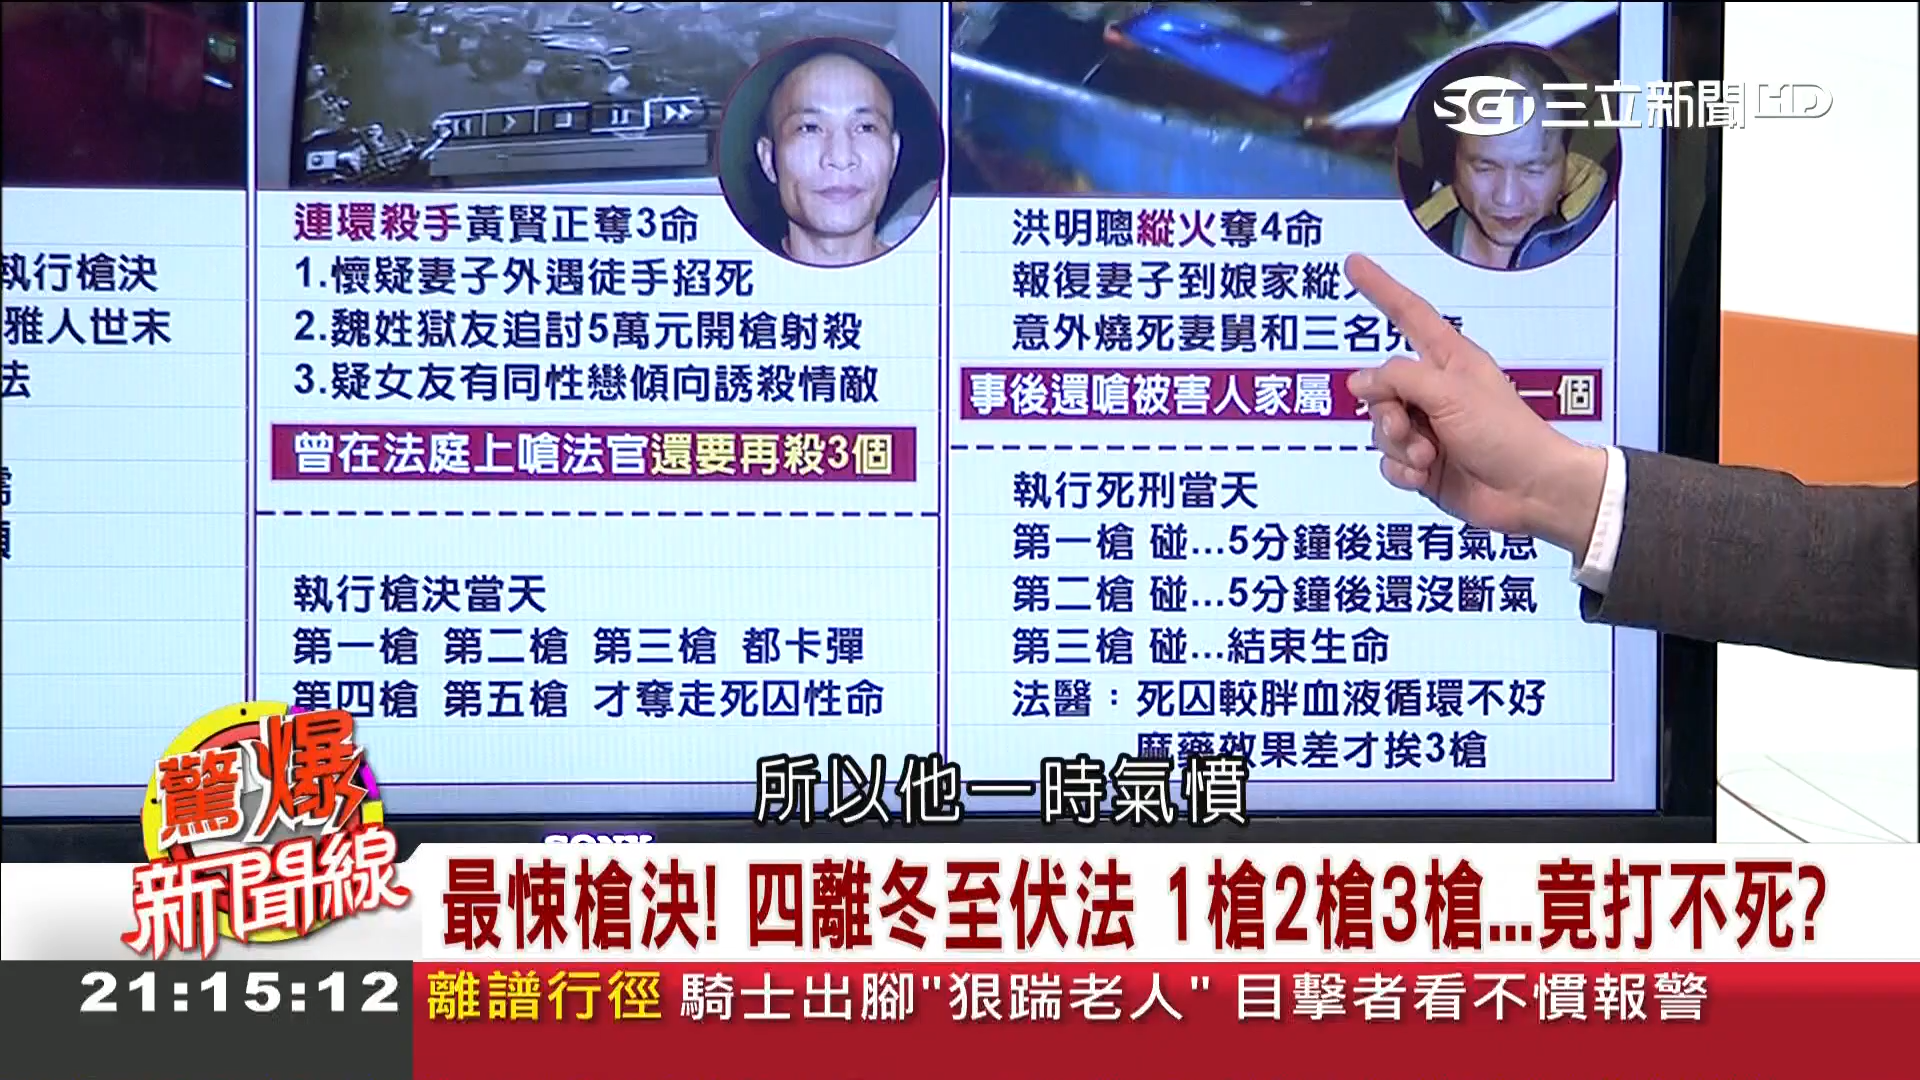 SET三立新聞HD
執行槍決
雅人世末
法
連環殺手黃賢正奪3命
1.懷疑妻子外遇徒手掐死
2.魏姓獄友追討5萬元開槍射殺
3.疑女友有同性戀傾向誘殺情敵
曾在法庭上嗆法官還要再殺3個
執行槍決當天
第一槍 第二槍 第三槍 都卡彈
第四槍 第五槍 才奪走死囚性命
洪明聰縱火奪4命
報復妻子到娘家縱
意外燒死妻舅和三名兒童
事後還嗆被害人家屬 一個
執行死刑當天
第一槍 碰...5分鐘後還有氣息
第二槍 碰...5分鐘後還沒斷氣
第三槍 碰...結束生命
法醫：死囚較胖血液循環不好
麻藥效果差才挨3槍
所以他一時氣憤
SONY
驚爆新聞線
最悚槍決! 四離冬至伏法 1槍2槍3槍...竟打不死?
21:15:12
離譜行徑 騎士出腳"狠踹老人" 目擊者看不慣報警